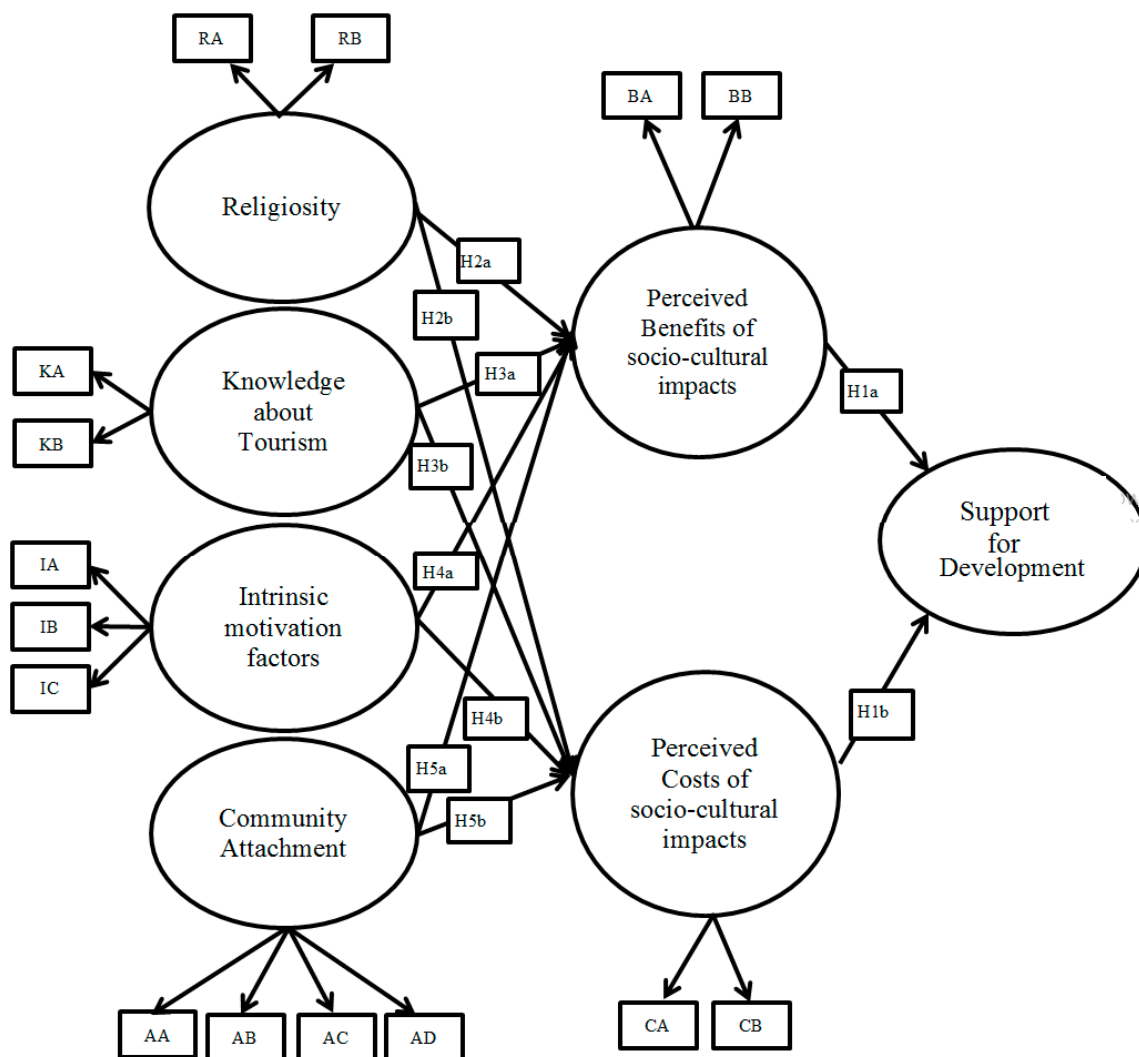 RA
RB
BA
BB
Religiosity
H2a
H2b
Perceived
Benefits of
socio-cultural
impacts
KA
KB
Knowledge
about
Tourism
H3a
H3b
H1a
Support
for
Development
IA
IB
IC
Intrinsic
motivation
factors
H4a
H4b
H1b
Perceived
Costs of
socio-cultural
impacts
Community
Attachment
H5a
H5b
AA
AB
AC
AD
CA
CB